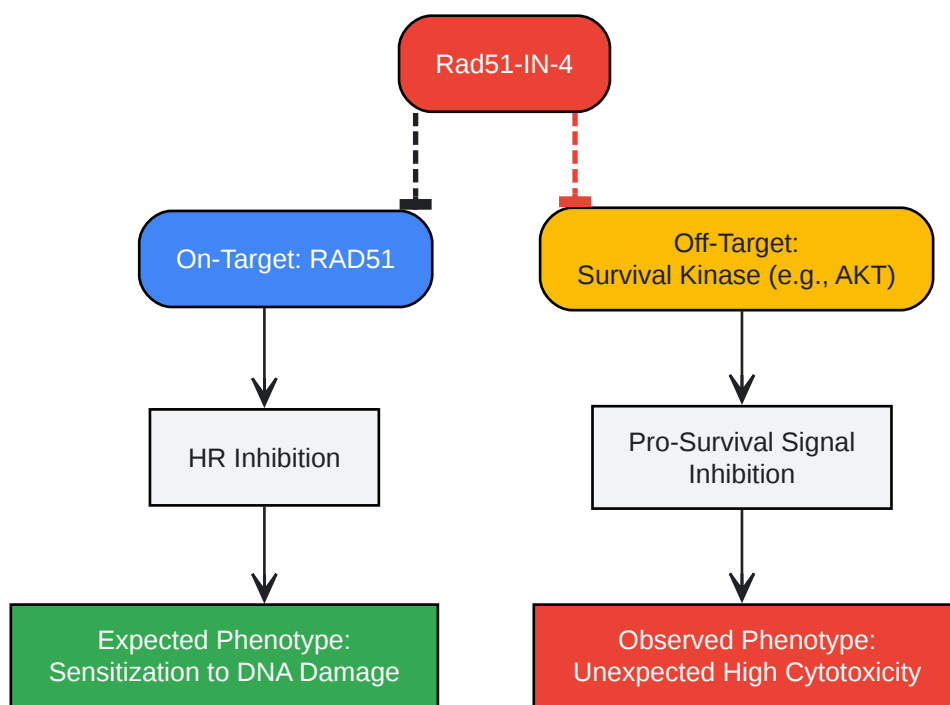 Rad51-IN-4
On-Target: RAD51
Off-Target:
Survival Kinase (e.g., AKT)
HR Inhibition
Pro-Survival Signal
Inhibition
Expected Phenotype:
Sensitization to DNA Damage
Observed Phenotype:
Unexpected High Cytotoxicity